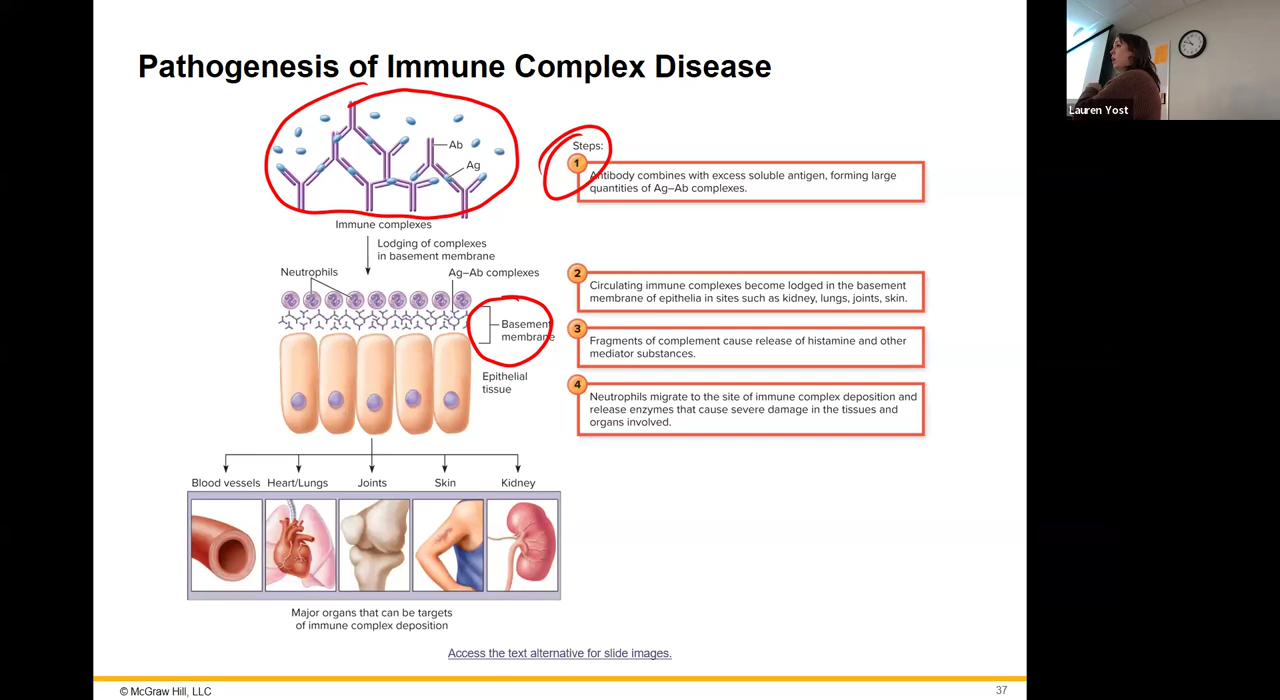 Pathogenesis of Immune Complex Disease
Ab
Ag
Immune complexes
Lodging of complexes
in basement membrane
Neutrophils
Ag–Ab complexes
Basement
membrane
Epithelial
tissue
Steps:
1
Antibody combines with excess soluble antigen, forming large
quantities of Ag–Ab complexes.
2
Circulating immune complexes become lodged in the basement
membrane of epithelia in sites such as kidney, lungs, joints, skin.
3
Fragments of complement cause release of histamine and other
mediator substances.
4
Neutrophils migrate to the site of immune complex deposition and
release enzymes that cause severe damage in the tissues and
organs involved.
Blood vessels Heart/Lungs Joints Skin Kidney
Major organs that can be targets
of immune complex deposition
Access the text alternative for slide images.
© McGraw Hill, LLC
37
Lauren Yost